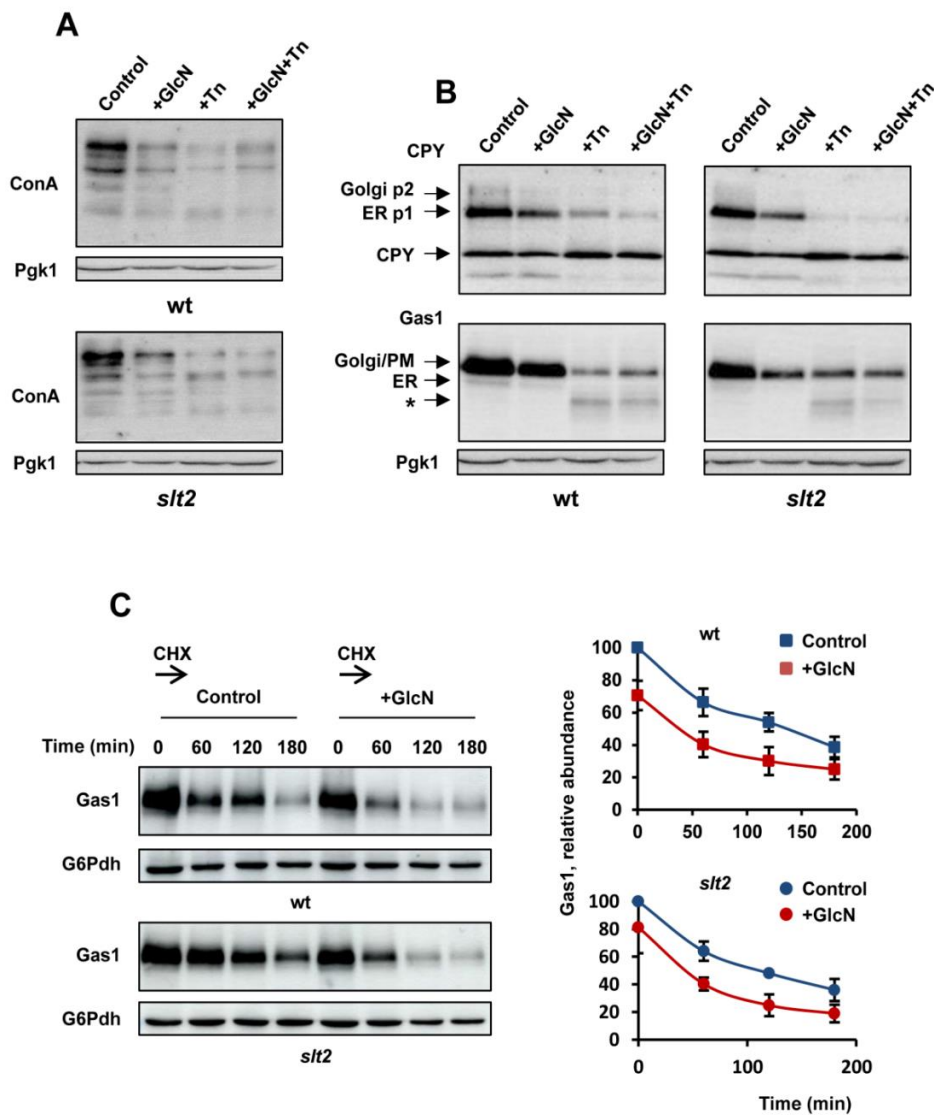 A
Control +GlcN +Tn +GlcN+Tn
ConA
Pgk1
wt
ConA
Pgk1
slt2
B
Control +GlcN +Tn +GlcN+Tn Control +GlcN +Tn +GlcN+Tn
CPY
Golgi p2
ER p1
CPY
Gas1
Golgi/PM
ER
*
Pgk1
wt slt2
C
CHX CHX
Control +GlcN
Time (min) 0 60 120 180 0 60 120 180
Gas1
G6Pdh
wt
Gas1
G6Pdh
slt2
Gas1, relative abundance
wt
Control
+GlcN
100
80
60
40
20
0
0 50 100 150 200
slt2
Control
+GlcN
100
80
60
40
20
0
0 100 200
Time (min)